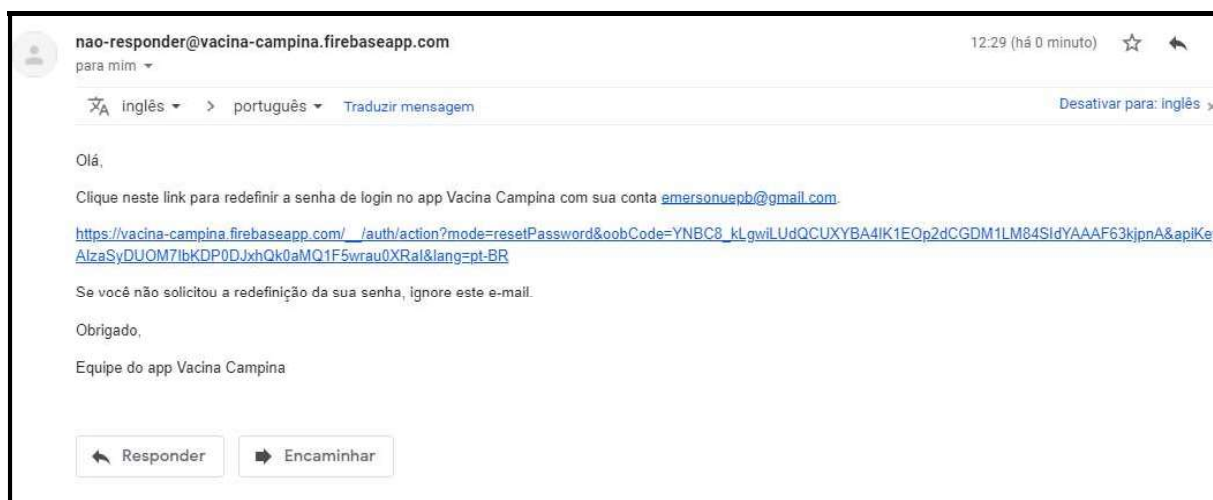 nao-responder@vacina-campina.firebaseapp.com
12:29 (há 0 minuto)
para mim
inglês > português Traduzir mensagem
Desativar para: inglês x
Olá,
Clique neste link para redefinir a senha de login no app Vacina Campina com sua conta emersonuepb@gmail.com.
https://vacina-campina.firebaseapp.com/__/auth/action?mode=resetPassword&oobCode=YNBC8_kLgwiLUdQCUXYBA4IK1EOp2dCGDM1LM84SIdYAAAF63kjpnA&apiKe
AIzaSyDUOM7IbKDP0DJxhQk0aMQ1F5wrau0XRaI&lang=pt-BR
Se você não solicitou a redefinição da sua senha, ignore este e-mail.
Obrigado,
Equipe do app Vacina Campina
Responder
Encaminhar